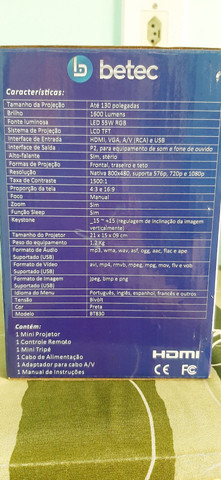 betec
Características:
Tamanho da Projeção Até 130 polegadas
Brilho 1600 Lumens
Fonte luminosa LED 55W RGB
Sistema de Projeção LCD TFT
Interface de Entrada HDMI, VGA, A/V (RCA) e USB
Interface de Saída P2, para equipamento de som e fone de ouvido
Alto-falante Sim, stério
Formas de Projeção Frontal, traseiro e teto
Resolução Nativa 800x480, suporta 576p, 720p e 1080p
Taxa de Contraste 1500:1
Proporção da tela 4:3 e 16:9
Foco Manual
Zoom Sim
Função Sleep Sim
Keystone _15 ~ +15 (regulagem de inclinação da imagem
verticalmente)
Tamanho do Projetor 21 x 15 x 09 cm
Peso do equipamento 1,2 Kg
Formato de Áudio mp3, wma, wav, asf, ogg, aac, flac e ape
Suportado (USB)
Formato de Vídeo avi, mp4, rmvb, mpeg, mpg, mov, flv e vob
Suportado (USB)
Formato de Imagem jpeg, bmp e png
Suportado (USB)
Idioma do Menu Português, inglês, espanhol, francês e outros
Tensão Bivolt
Cor Preta
Modelo BT830
Contém:
1 Mini Projetor
1 Controle Remoto
1 Mini Tripé
1 Cabo de Alimentação
1 Adaptador para cabo A/V
1 Manual de Instruções
HDMI
CE FC